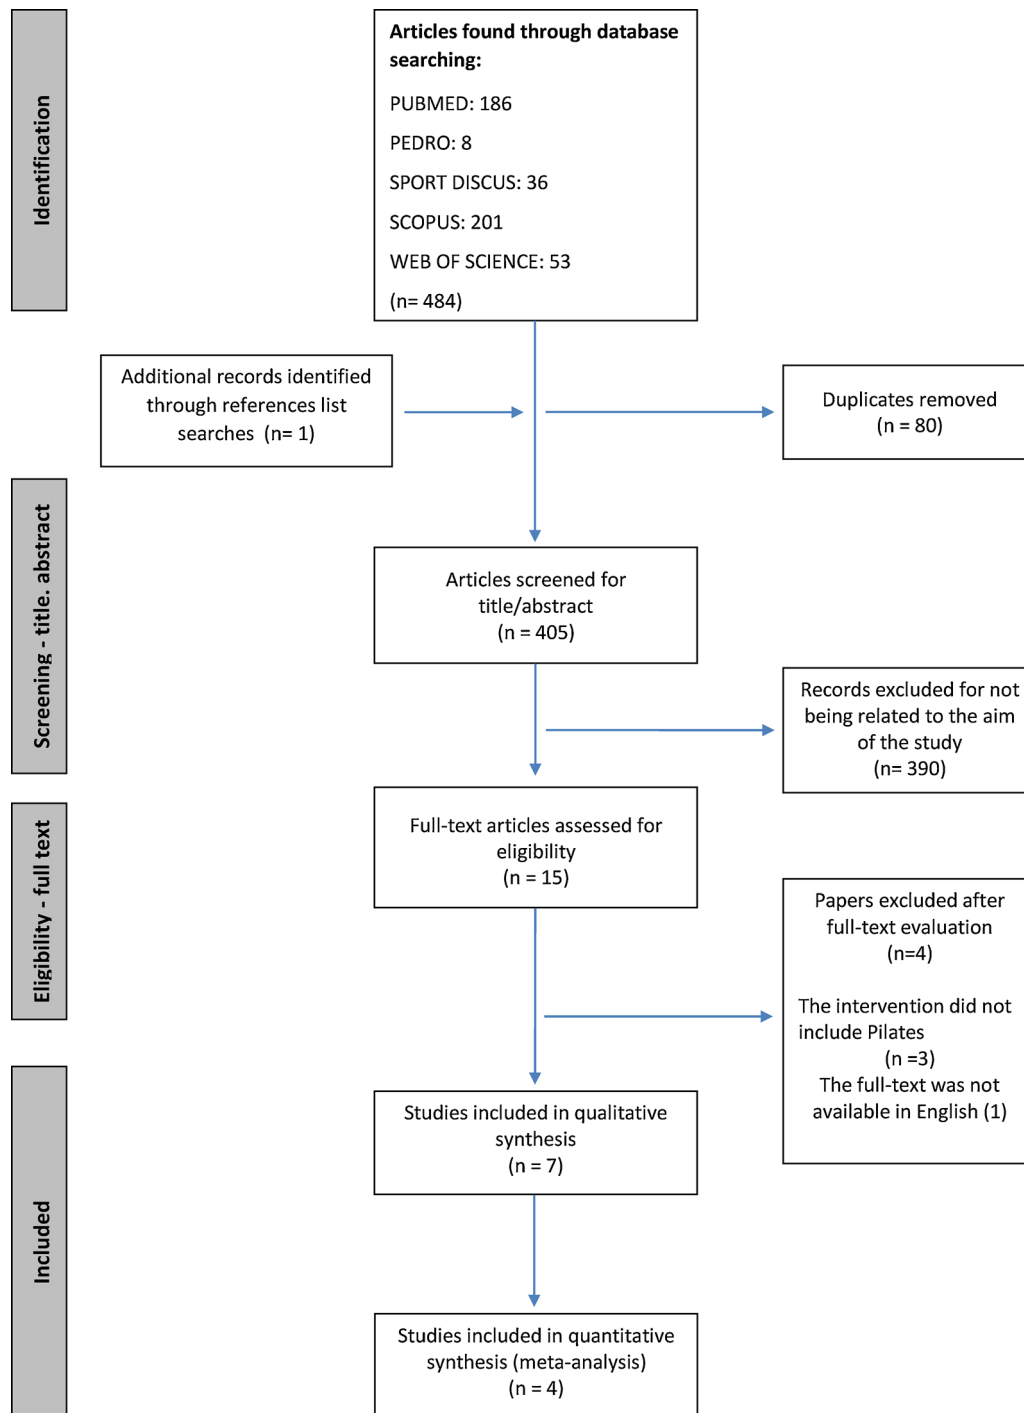 Identification
Articles found through database
searching:
PUBMED: 186
PEDRO: 8
SPORT DISCUS: 36
SCOPUS: 201
WEB OF SCIENCE: 53
(n= 484)
Additional records identified
through references list
searches (n= 1)
Duplicates removed
(n = 80)
Screening - title. abstract
Articles screened for
title/abstract
(n = 405)
Records excluded for not
being related to the aim
of the study
(n= 390)
Eligibility - full text
Full-text articles assessed for
eligibility
(n = 15)
Papers excluded after
full-text evaluation
(n=4)
The intervention did not
include Pilates
(n =3)
The full-text was not
available in English (1)
Included
Studies included in qualitative
synthesis
(n = 7)
Studies included in quantitative
synthesis (meta-analysis)
(n = 4)